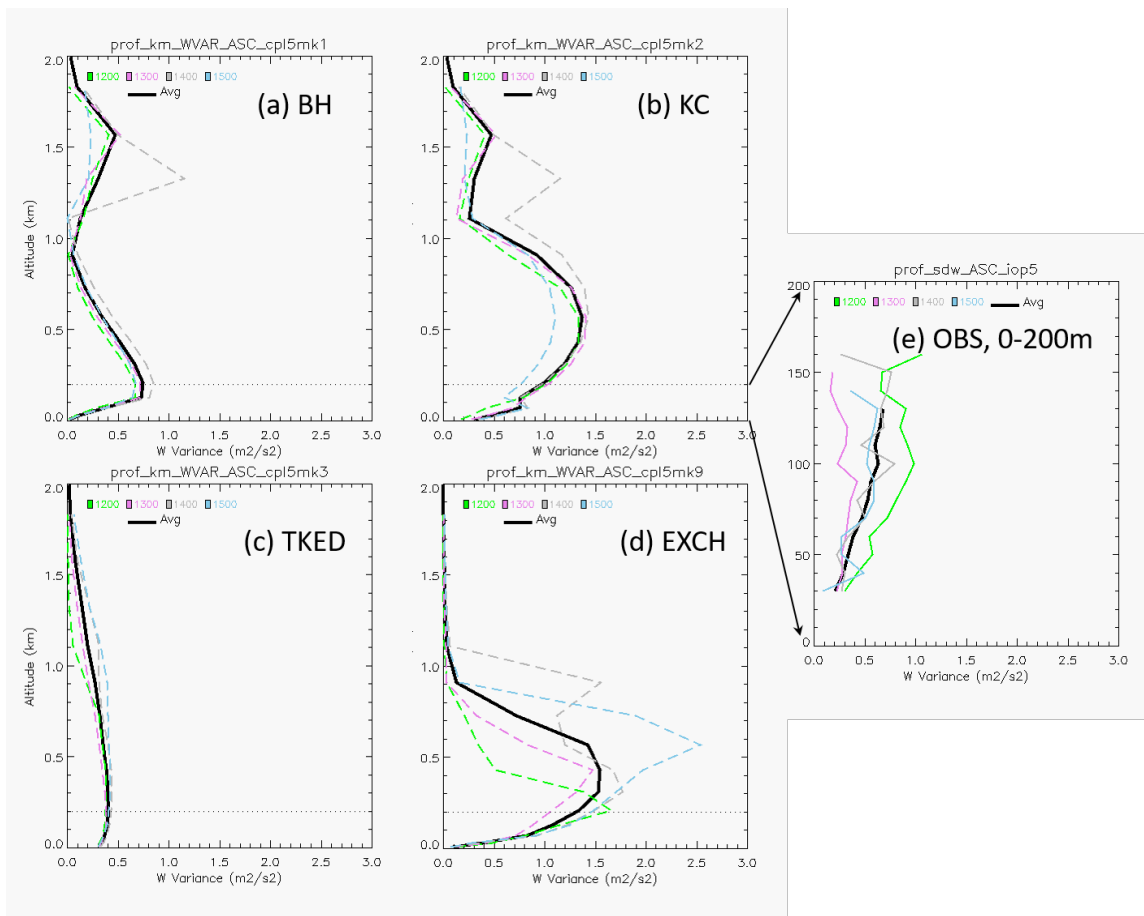 prof_km_WVAR_ASC_cpl5mk1
2.0
1200 1300 1400 1500
Avg
(a) BH
1.5
Altitude (km)
1.0
0.5
0.0
0.0 0.5 1.0 1.5 2.0 2.5 3.0
W Variance (m2/s2)
prof_km_WVAR_ASC_cpl5mk2
2.0
1200 1300 1400 1500
Avg
(b) KC
1.5
1.0
0.5
0.0
0.0 0.5 1.0 1.5 2.0 2.5 3.0
W Variance (m2/s2)
prof_sdw_ASC_iop5
200
1200 1300 1400 1500 Avg
(e) OBS, 0-200m
150
100
50
0
0.0 0.5 1.0 1.5 2.0 2.5 3.0
W Variance (m2/s2)
prof_km_WVAR_ASC_cpl5mk3
2.0
1200 1300 1400 1500
Avg
(c) TKED
1.5
Altitude (km)
1.0
0.5
0.0
0.0 0.5 1.0 1.5 2.0 2.5 3.0
W Variance (m2/s2)
prof_km_WVAR_ASC_cpl5mk9
2.0
1200 1300 1400 1500
Avg
(d) EXCH
1.5
1.0
0.5
0.0
0.0 0.5 1.0 1.5 2.0 2.5 3.0
W Variance (m2/s2)